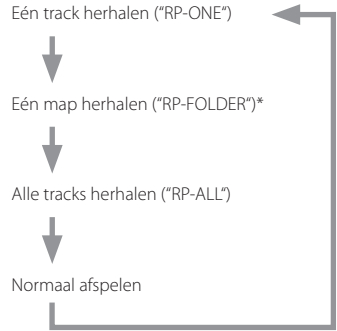 Eén track herhalen (“RP-ONE“)
Eén map herhalen (“RP-FOLDER“)*
Alle tracks herhalen (“RP-ALL“)
Normaal afspelen